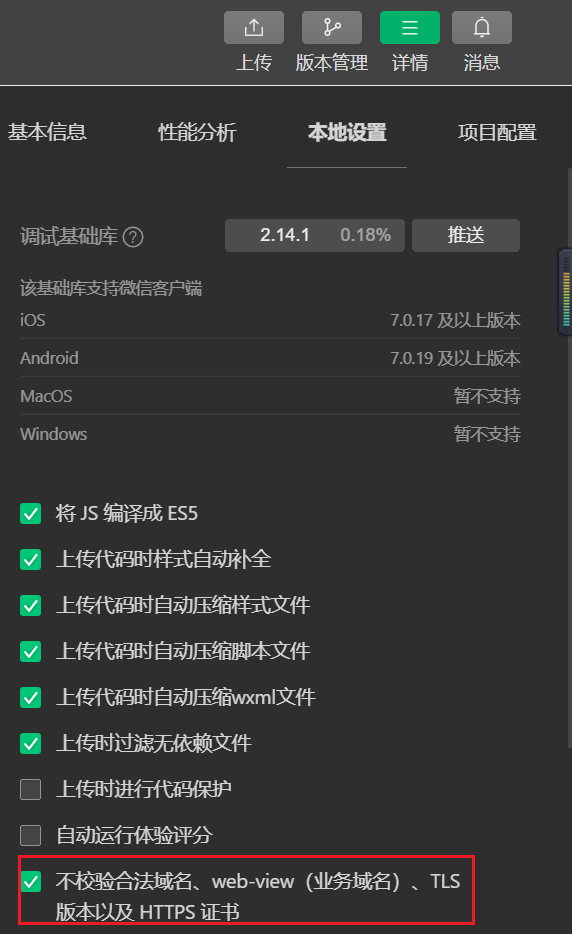 上传 版本管理 详情 消息
基本信息 性能分析 本地设置 项目配置
调试基础库 ? 2.14.1 0.18% 推送
该基础库支持微信客户端
iOS 7.0.17 及以上版本
Android 7.0.19 及以上版本
MacOS 暂不支持
Windows 暂不支持
将 JS 编译成 ES5
上传代码时样式自动补全
上传代码时自动压缩样式文件
上传代码时自动压缩脚本文件
上传代码时自动压缩wxml文件
上传时过滤无依赖文件
上传时进行代码保护
自动运行体验评分
不校验合法域名、web-view（业务域名）、TLS
版本以及 HTTPS 证书